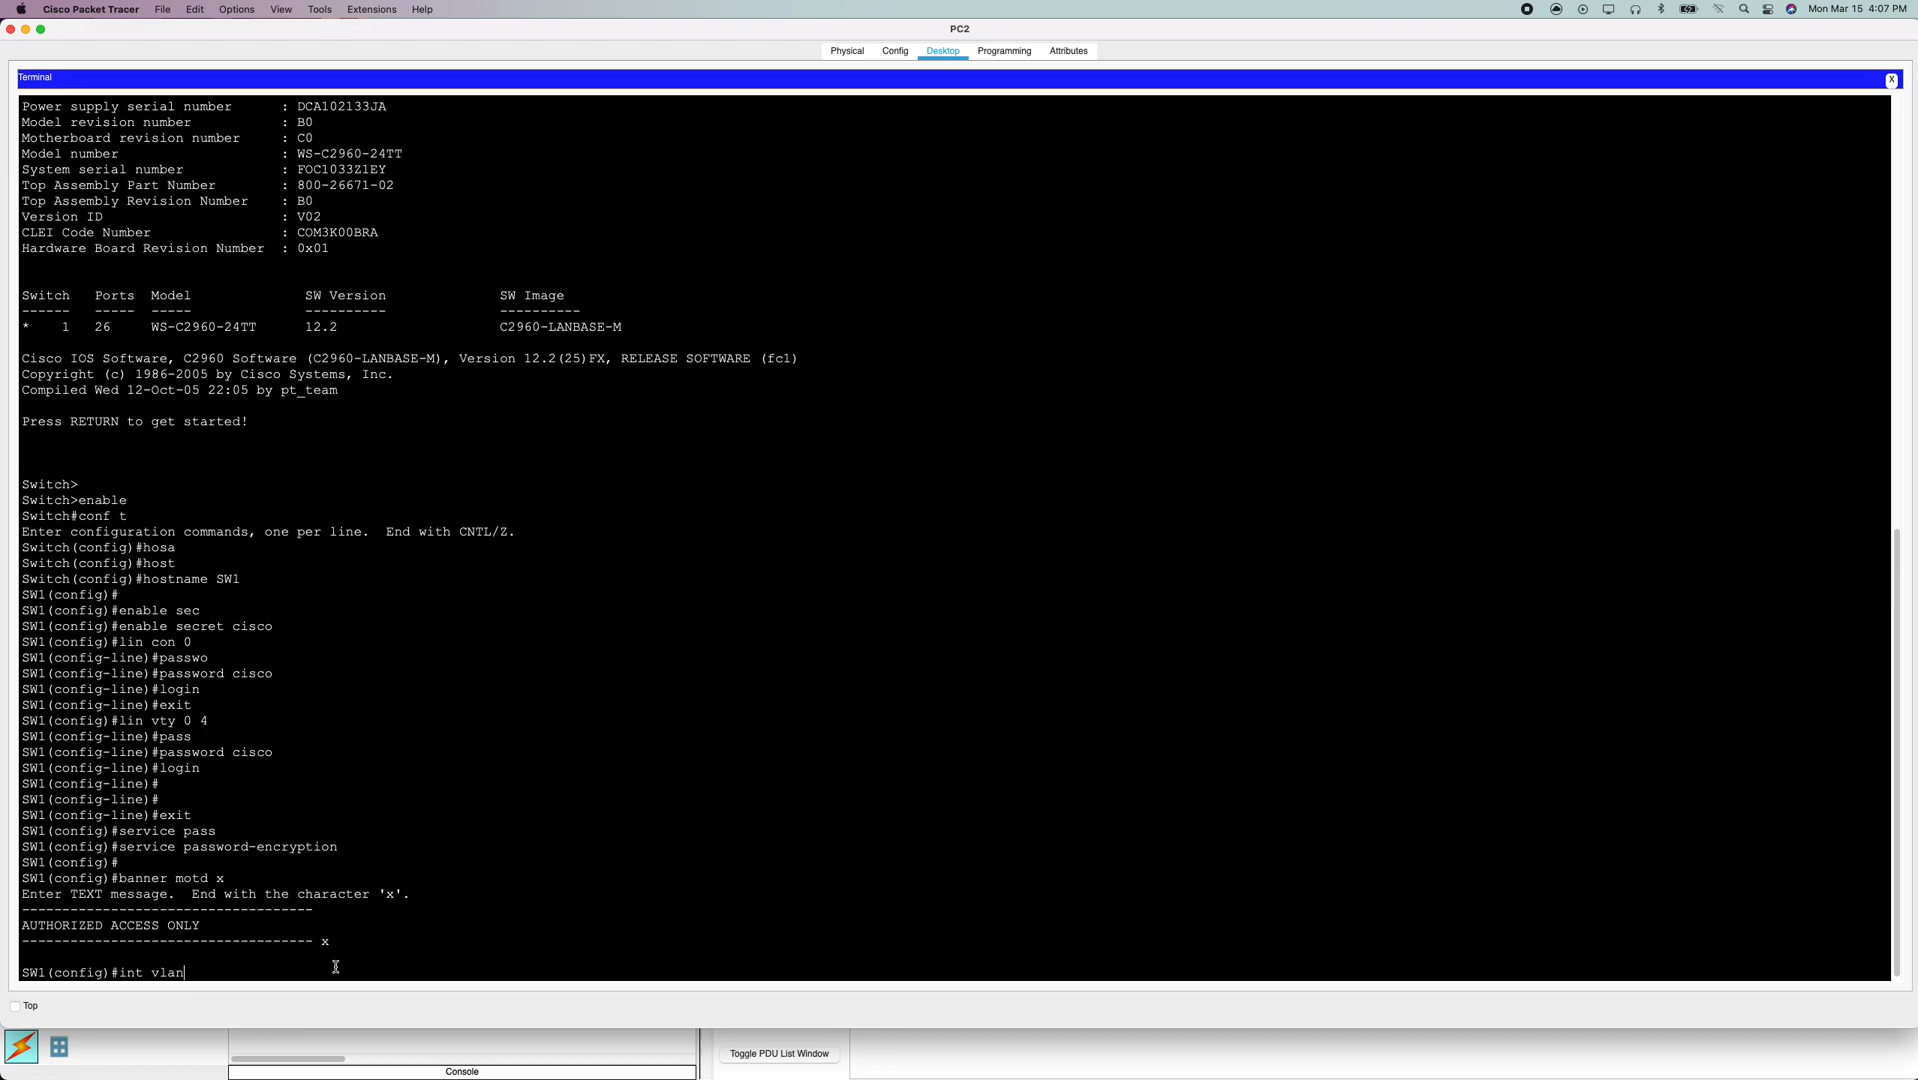 Cisco Packet Tracer File Edit Options View Tools Extensions Help Mon Mar 15 4:07 PM
PC2
Physical Config Desktop Programming Attributes
Terminal X
Power supply serial number : DCA102133JA
Model revision number : B0
Motherboard revision number : C0
Model number : WS-C2960-24TT
System serial number : FOC1033Z1EY
Top Assembly Part Number : 800-26671-02
Top Assembly Revision Number : B0
Version ID : V02
CLEI Code Number : COM3K00BRA
Hardware Board Revision Number : 0x01
Switch Ports Model SW Version SW Image
------ ----- ----- ---------- ----------
* 1 26 WS-C2960-24TT 12.2 C2960-LANBASE-M
Cisco IOS Software, C2960 Software (C2960-LANBASE-M), Version 12.2(25)FX, RELEASE SOFTWARE (fc1)
Copyright (c) 1986-2005 by Cisco Systems, Inc.
Compiled Wed 12-Oct-05 22:05 by pt_team
Press RETURN to get started!
Switch>
Switch>enable
Switch#conf t
Enter configuration commands, one per line. End with CNTL/Z.
Switch(config)#hosa
Switch(config)#host
Switch(config)#hostname SW1
SW1(config)#
SW1(config)#enable sec
SW1(config)#enable secret cisco
SW1(config)#lin con 0
SW1(config-line)#passwo
SW1(config-line)#password cisco
SW1(config-line)#login
SW1(config-line)#exit
SW1(config)#lin vty 0 4
SW1(config-line)#pass
SW1(config-line)#password cisco
SW1(config-line)#login
SW1(config-line)#
SW1(config-line)#
SW1(config-line)#exit
SW1(config)#service pass
SW1(config)#service password-encryption
SW1(config)#
SW1(config)#banner motd x
Enter TEXT message. End with the character 'x'.
------------------------------------
AUTHORIZED ACCESS ONLY
------------------------------------ x
SW1(config)#int vlan
Top
Toggle PDU List Window
Console